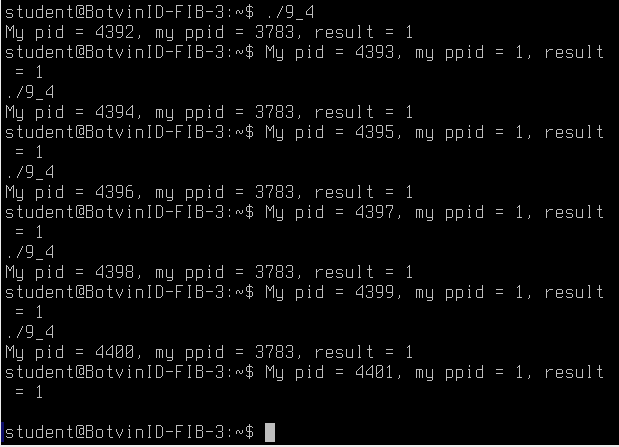 student@BotvinID-FIB-3:~$ ./9_4
My pid = 4392, my ppid = 3783, result = 1
student@BotvinID-FIB-3:~$ My pid = 4393, my ppid = 1, result
 = 1
./9_4
My pid = 4394, my ppid = 3783, result = 1
student@BotvinID-FIB-3:~$ My pid = 4395, my ppid = 1, result
 = 1
./9_4
My pid = 4396, my ppid = 3783, result = 1
student@BotvinID-FIB-3:~$ My pid = 4397, my ppid = 1, result
 = 1
./9_4
My pid = 4398, my ppid = 3783, result = 1
student@BotvinID-FIB-3:~$ My pid = 4399, my ppid = 1, result
 = 1
./9_4
My pid = 4400, my ppid = 3783, result = 1
student@BotvinID-FIB-3:~$ My pid = 4401, my ppid = 1, result
 = 1
student@BotvinID-FIB-3:~$